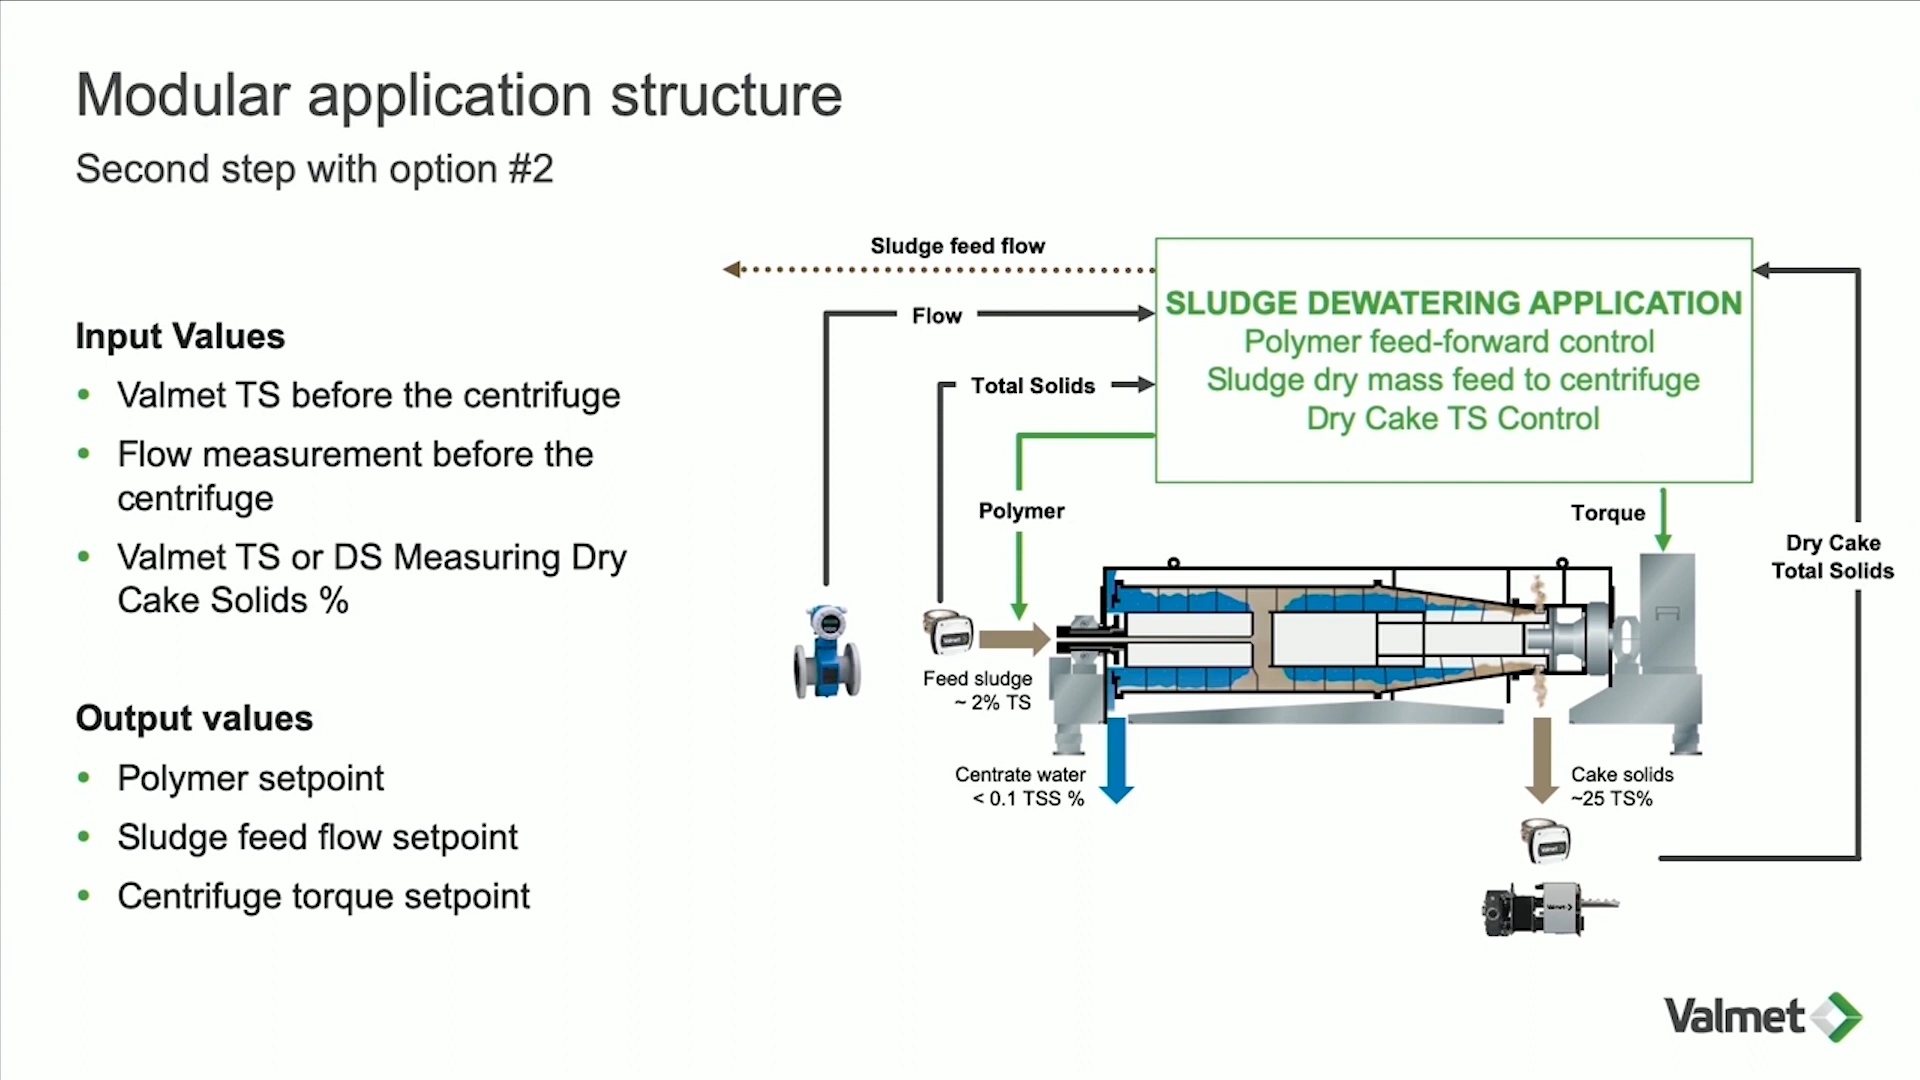 Modular application structure
Second step with option #2
Input Values
• Valmet TS before the centrifuge
• Flow measurement before the
centrifuge
• Valmet TS or DS Measuring Dry
Cake Solids %
Output values
• Polymer setpoint
• Sludge feed flow setpoint
• Centrifuge torque setpoint
Sludge feed flow
Flow
Total Solids
Polymer
SLUDGE DEWATERING APPLICATION
Polymer feed-forward control
Sludge dry mass feed to centrifuge
Dry Cake TS Control
Torque
Dry Cake
Total Solids
Valmet
Feed sludge
~ 2% TS
Centrate water
< 0.1 TSS %
Cake solids
~25 TS%
Valmet
Valmet
Valmet